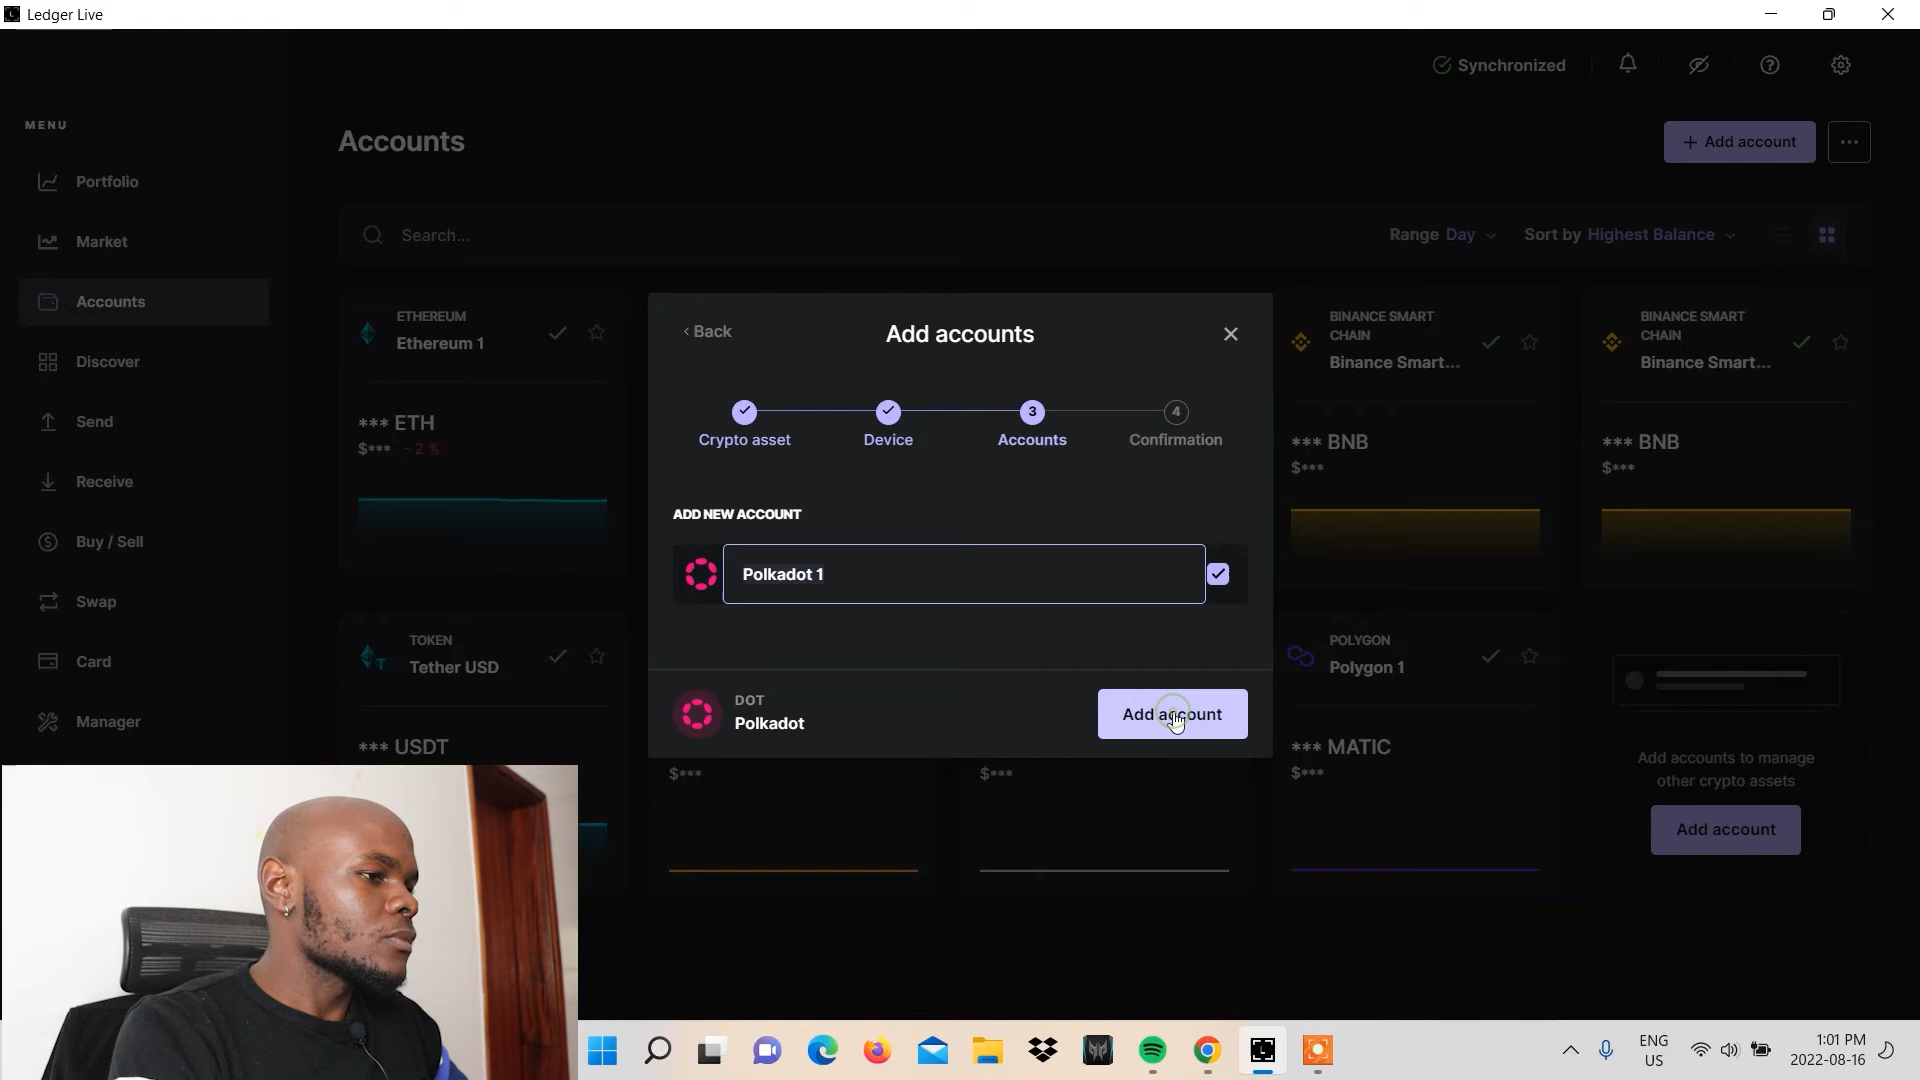 Ledger Live
Synchronized
MENU
Accounts
+ Add account
Portfolio
Market
Accounts
Discover
Send
Receive
Buy / Sell
Swap
Card
Manager
Search...
Range Day
Sort by Highest Balance
ETHEREUM
Ethereum 1
*** ETH
$*** - 2 %
BINANCE SMART
CHAIN
Binance Smart...
*** BNB
$***
BINANCE SMART
CHAIN
Binance Smart...
*** BNB
$***
Back
Add accounts
3
4
Crypto asset
Device
Accounts
Confirmation
ADD NEW ACCOUNT
Polkadot 1
DOT
Polkadot
Add account
TOKEN
Tether USD
*** USDT
$***
$***
POLYGON
Polygon 1
*** MATIC
$***
Add accounts to manage
other crypto assets
Add account
ENG
US
1:01 PM
2022-08-16